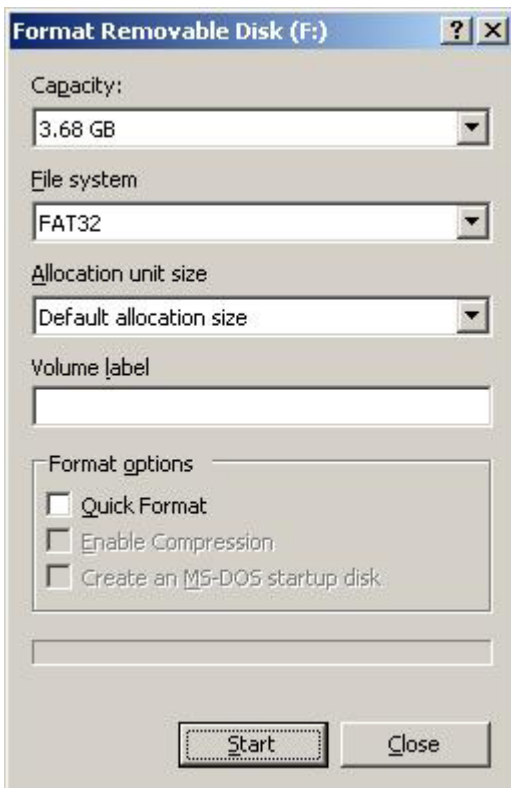 Format Removable Disk (F:)
Capacity:
3.68 GB
File system
FAT32
Allocation unit size
Default allocation size
Volume label
Format options
Quick Format
Enable Compression
Create an MS-DOS startup disk
Start Close